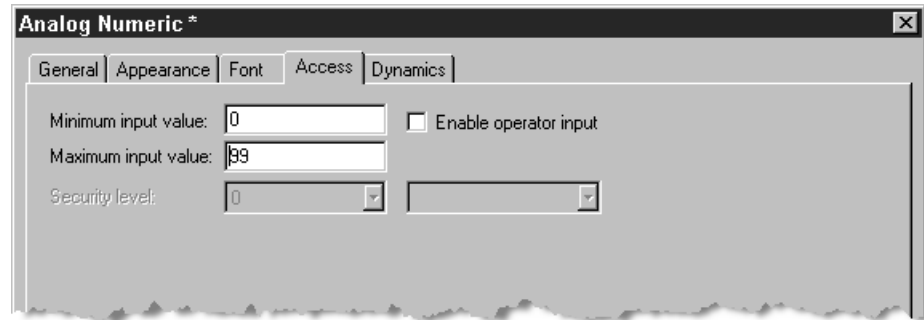 Analog Numeric *
General Appearance Font Access Dynamics
Minimum input value: 0 Enable operator input
Maximum input value: 99
Security level: 0